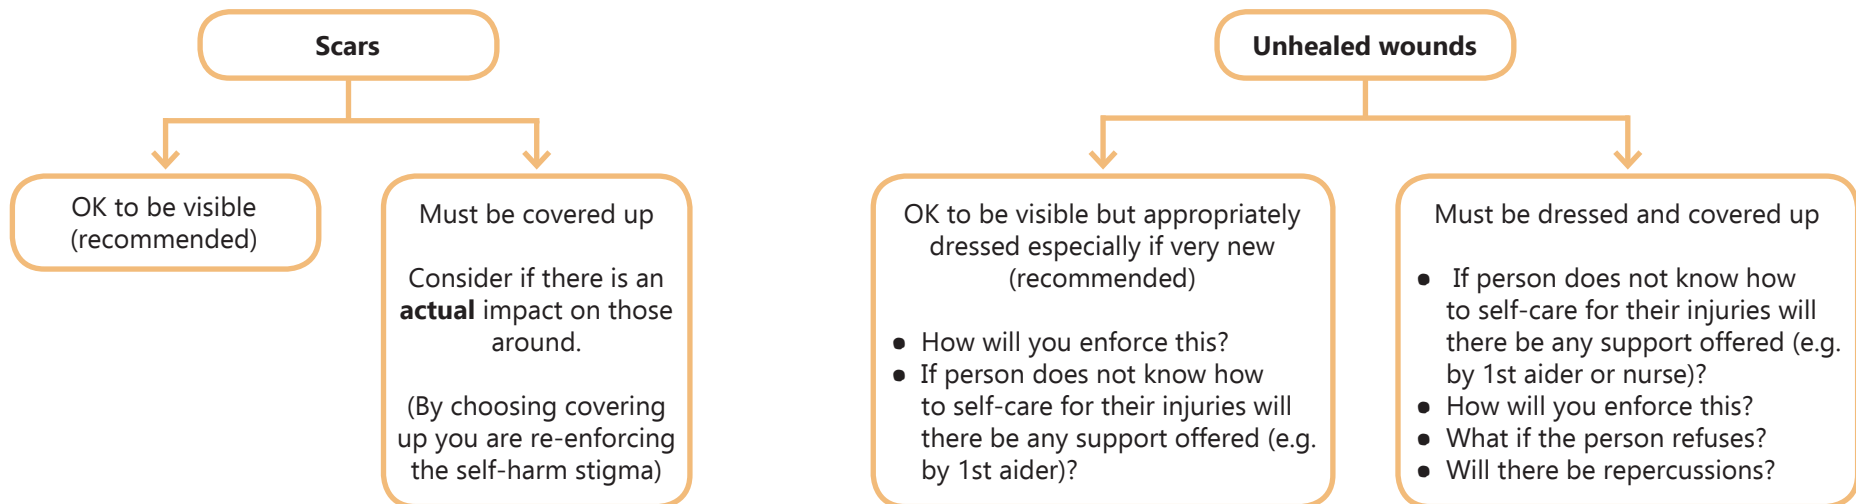 Scars
OK to be visible
(recommended)
Must be covered up
Consider if there is an
actual impact on those
around.
(By choosing covering
up you are re-enforcing
the self-harm stigma)
Unhealed wounds
OK to be visible but appropriately
dressed especially if very new
(recommended)
● How will you enforce this?
● If person does not know how
to self-care for their injuries will
there be any support offered (e.g.
by 1st aider)?
Must be dressed and covered up
● If person does not know how
to self-care for their injuries will
there be any support offered (e.g.
by 1st aider or nurse)?
● How will you enforce this?
● What if the person refuses?
● Will there be repercussions?